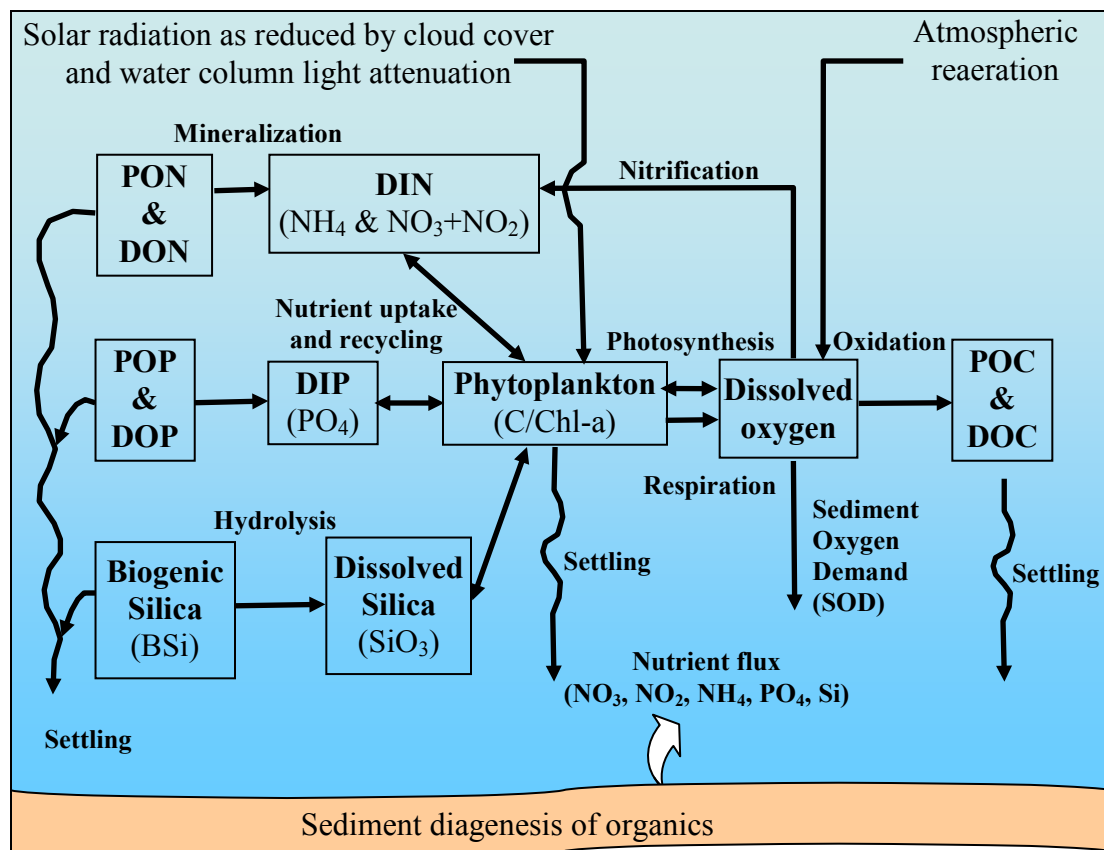 Solar radiation as reduced by cloud cover
and water column light attenuation
Atmospheric
reaeration
Mineralization
PON
&
DON
DIN
(NH₄ & NO₃+NO₂)
Nitrification
Nutrient uptake
and recycling
POP
&
DOP
DIP
(PO₄)
Phytoplankton
(C/Chl-a)
Photosynthesis
Dissolved
oxygen
Oxidation
POC
&
DOC
Respiration
Hydrolysis
Biogenic
Silica
(BSi)
Dissolved
Silica
(SiO₃)
Settling
Sediment
Oxygen
Demand
(SOD)
Settling
Settling
Nutrient flux
(NO₃, NO₂, NH₄, PO₄, Si)
Sediment diagenesis of organics